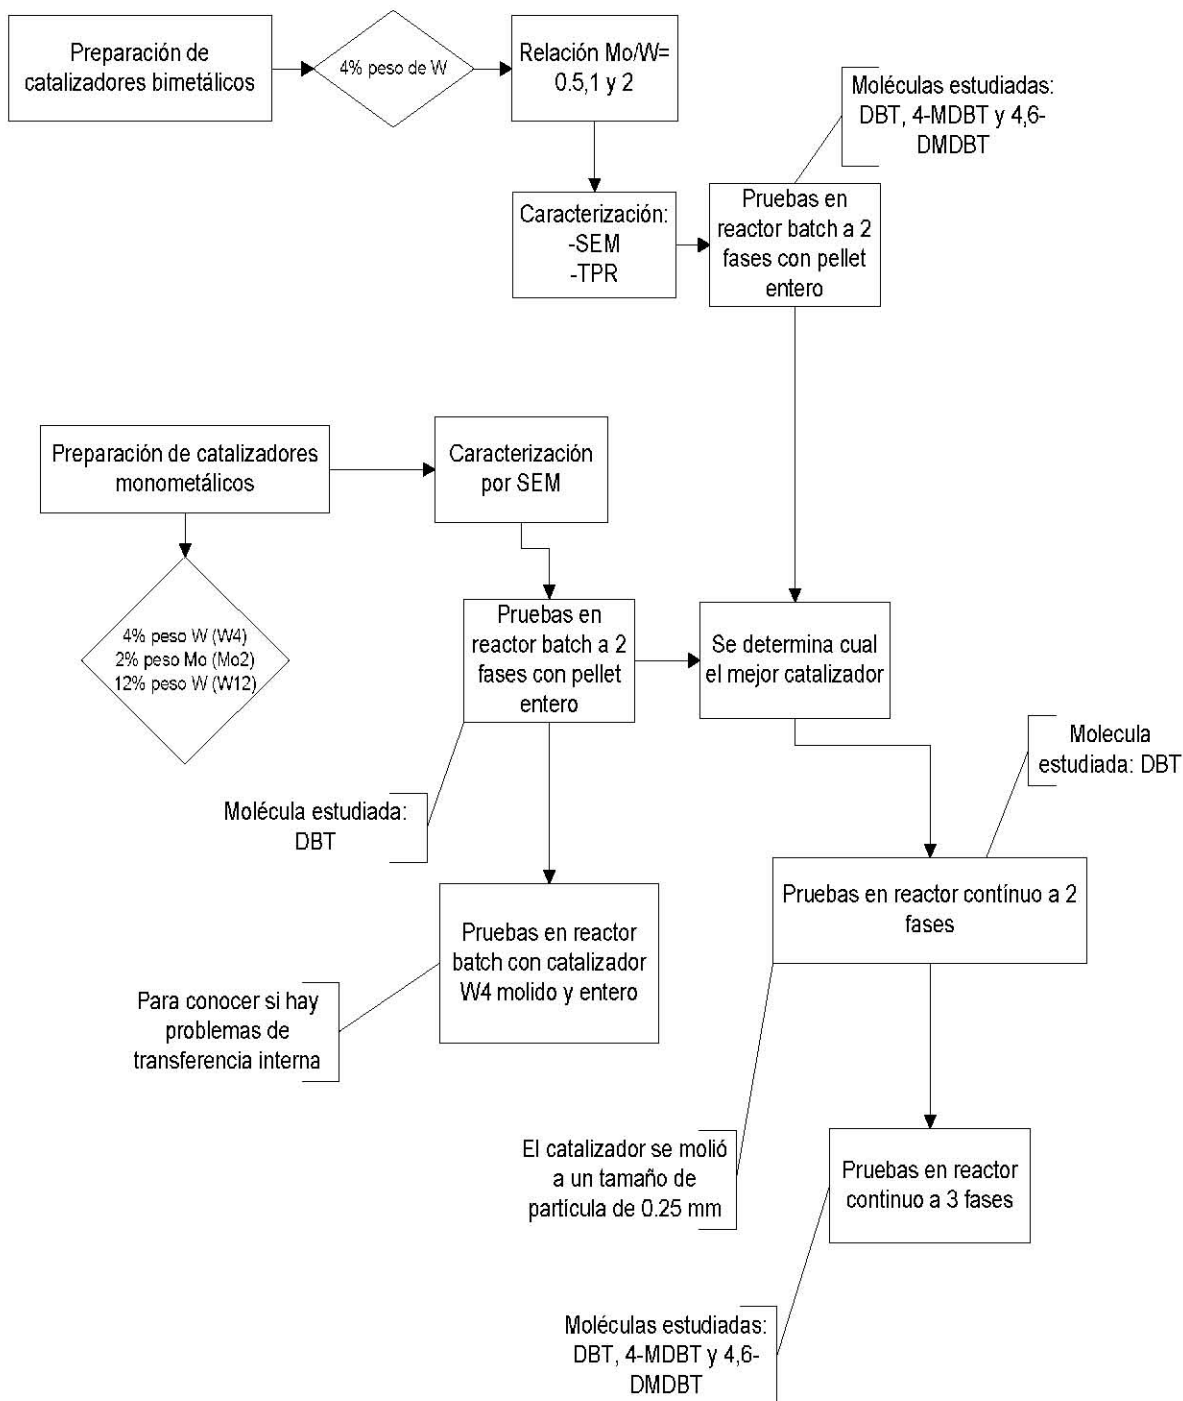 Preparación de
catalizadores bimetálicos
4% peso de W
Relación Mo/W=
0.5,1 y 2
Moléculas estudiadas:
DBT, 4-MDBT y 4,6-
DMDBT
Caracterización:
-SEM
-TPR
Pruebas en
reactor batch a 2
fases con pellet
entero
Preparación de catalizadores
monometálicos
Caracterización
por SEM
4% peso W (W4)
2% peso Mo (Mo2)
12% peso W (W12)
Pruebas en
reactor batch a 2
fases con pellet
entero
Se determina cual
el mejor catalizador
Molecula
estudiada: DBT
Molécula estudiada:
DBT
Pruebas en reactor contínuo a 2
fases
Pruebas en reactor
batch con catalizador
W4 molido y entero
Para conocer si hay
problemas de
transferencia interna
El catalizador se molió
a un tamaño de
partícula de 0.25 mm
Pruebas en reactor
continuo a 3 fases
Moléculas estudiadas:
DBT, 4-MDBT y 4,6-
DMDBT